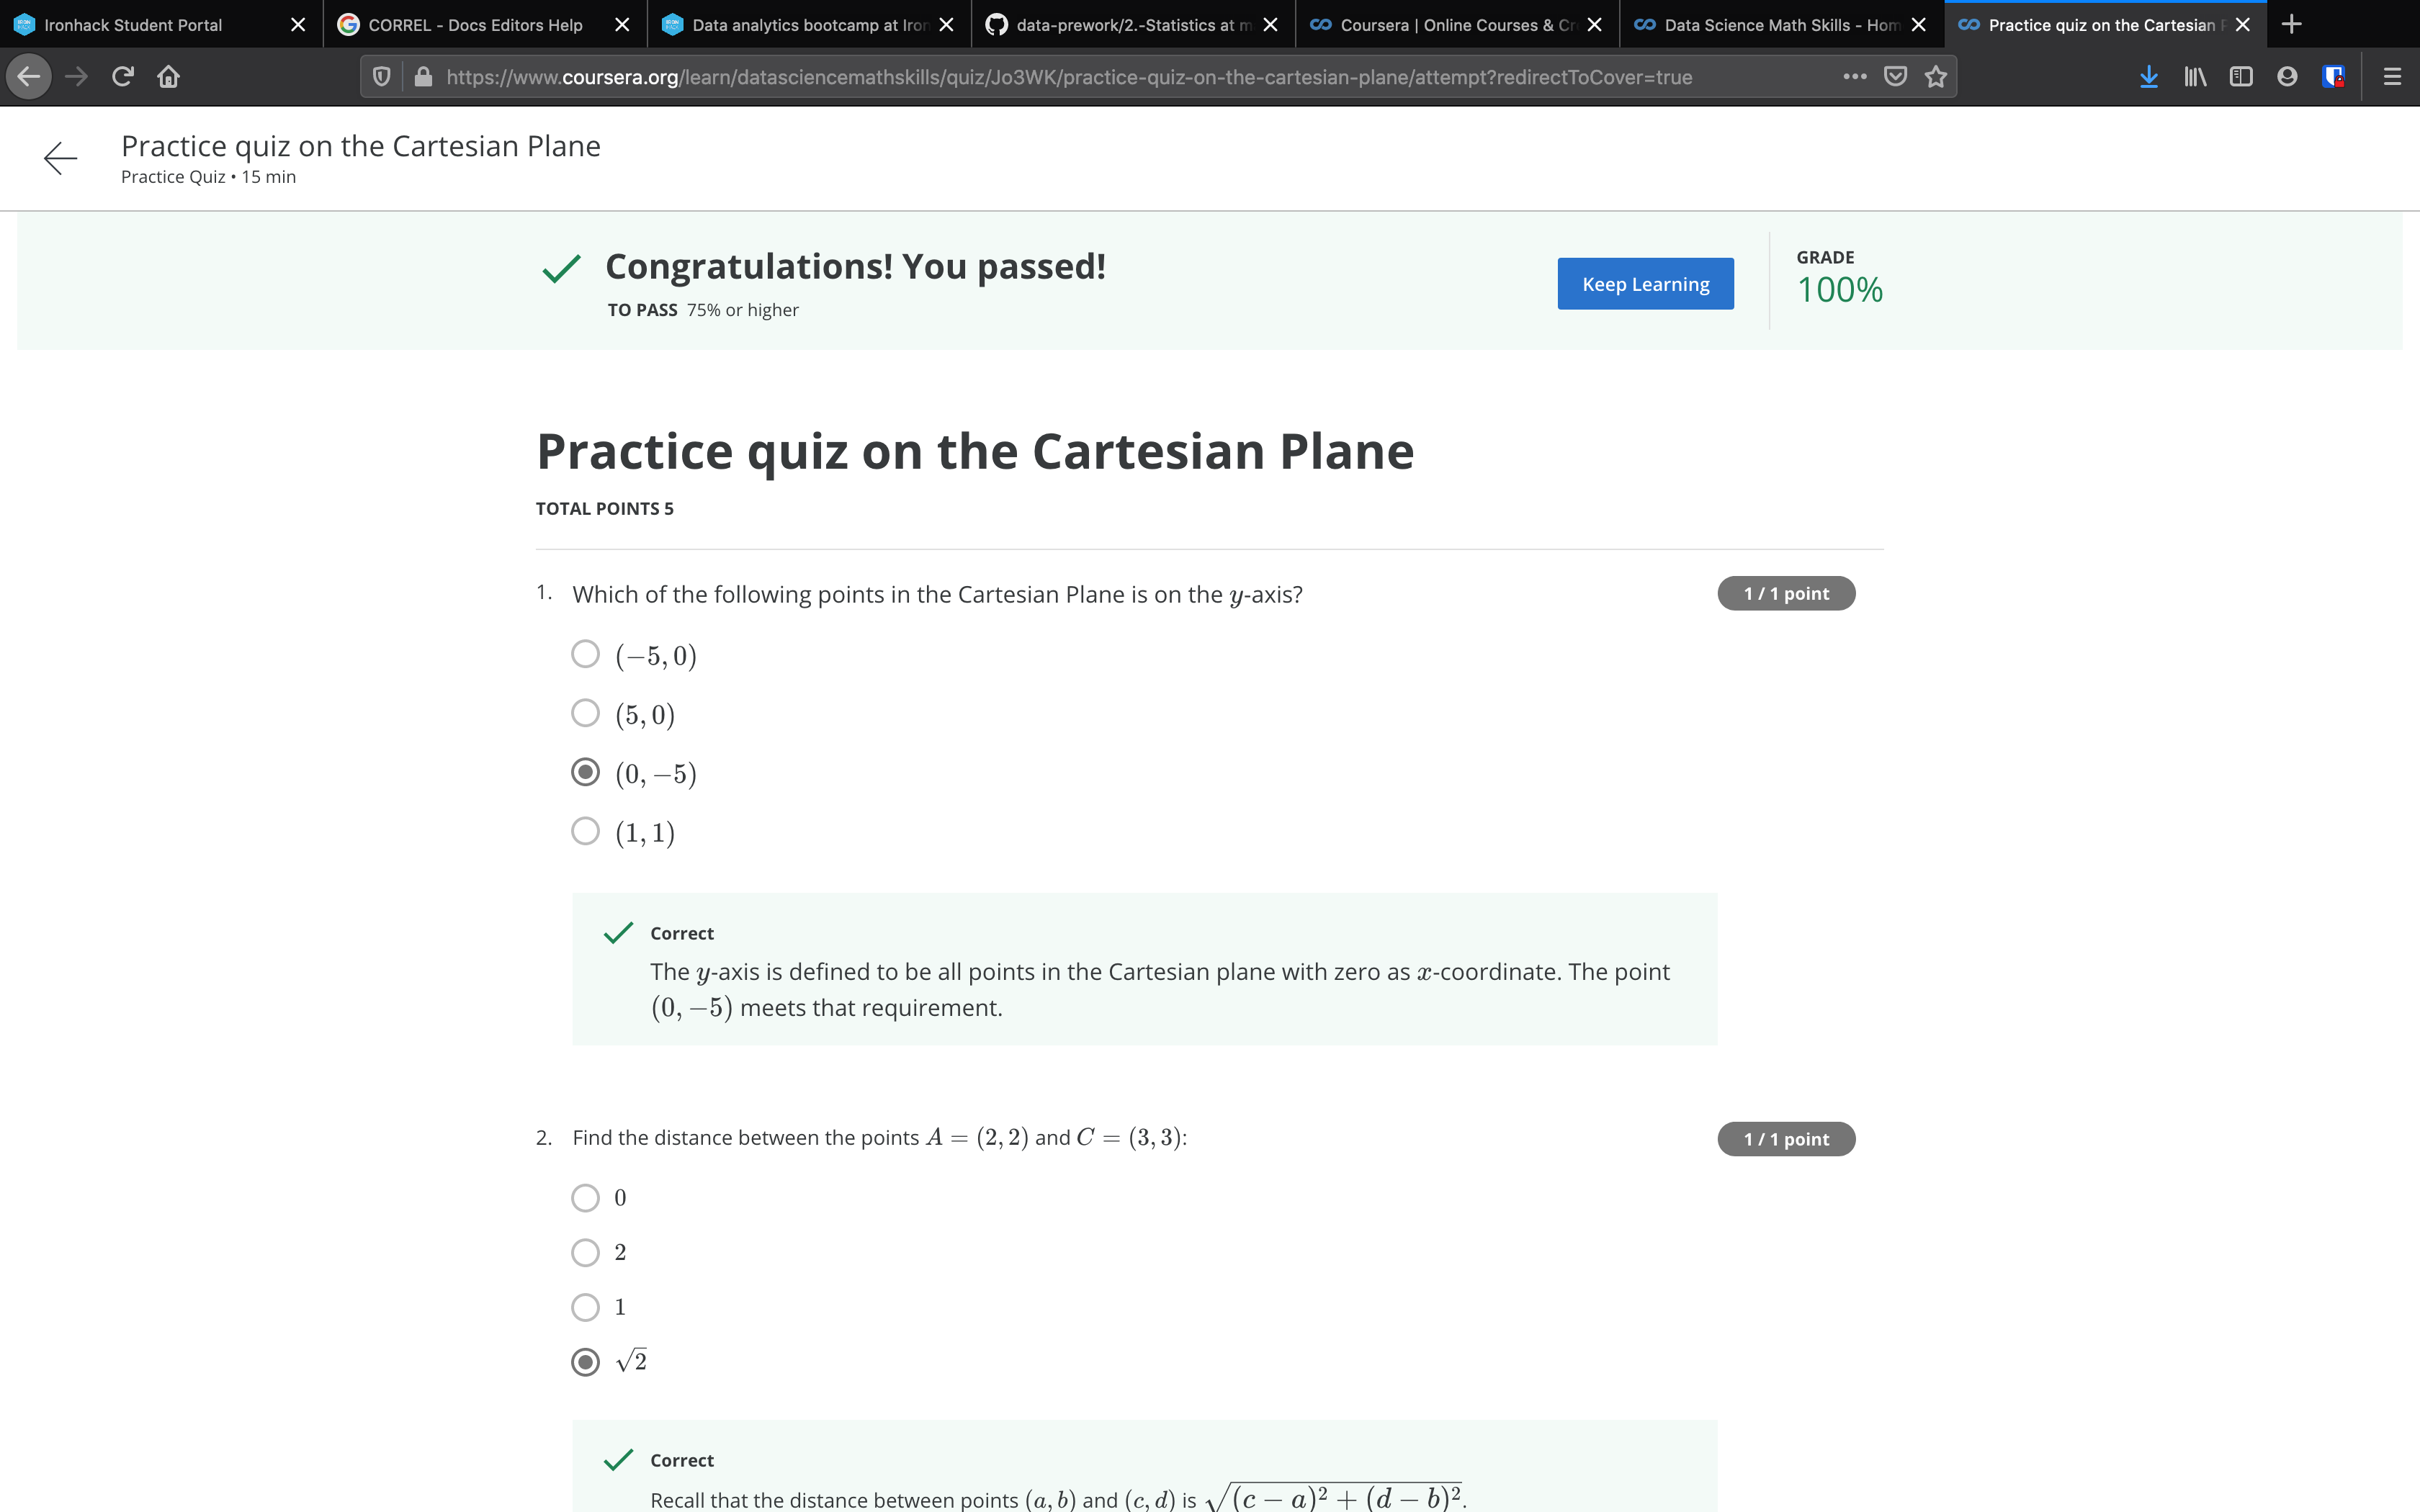 Ironhack Student Portal
CORREL - Docs Editors Help
Data analytics bootcamp at Iron
data-prework/2.-Statistics at m
Coursera | Online Courses & Cr
Data Science Math Skills - Hom
Practice quiz on the Cartesian P
https://www.coursera.org/learn/datasciencemathskills/quiz/Jo3WK/practice-quiz-on-the-cartesian-plane/attempt?redirectToCover=true
Practice quiz on the Cartesian Plane
Practice Quiz • 15 min
Congratulations! You passed!
TO PASS 75% or higher
Keep Learning
GRADE
100%
Practice quiz on the Cartesian Plane
TOTAL POINTS 5
1. Which of the following points in the Cartesian Plane is on the y-axis?
1 / 1 point
(−5, 0)
(5, 0)
(0, −5)
(1, 1)
Correct
The y-axis is defined to be all points in the Cartesian plane with zero as x-coordinate. The point
(0, −5) meets that requirement.
2. Find the distance between the points A = (2, 2) and C = (3, 3):
1 / 1 point
0
2
1
√2
Correct
Recall that the distance between points (a, b) and (c, d) is √(c − a)² + (d − b)².